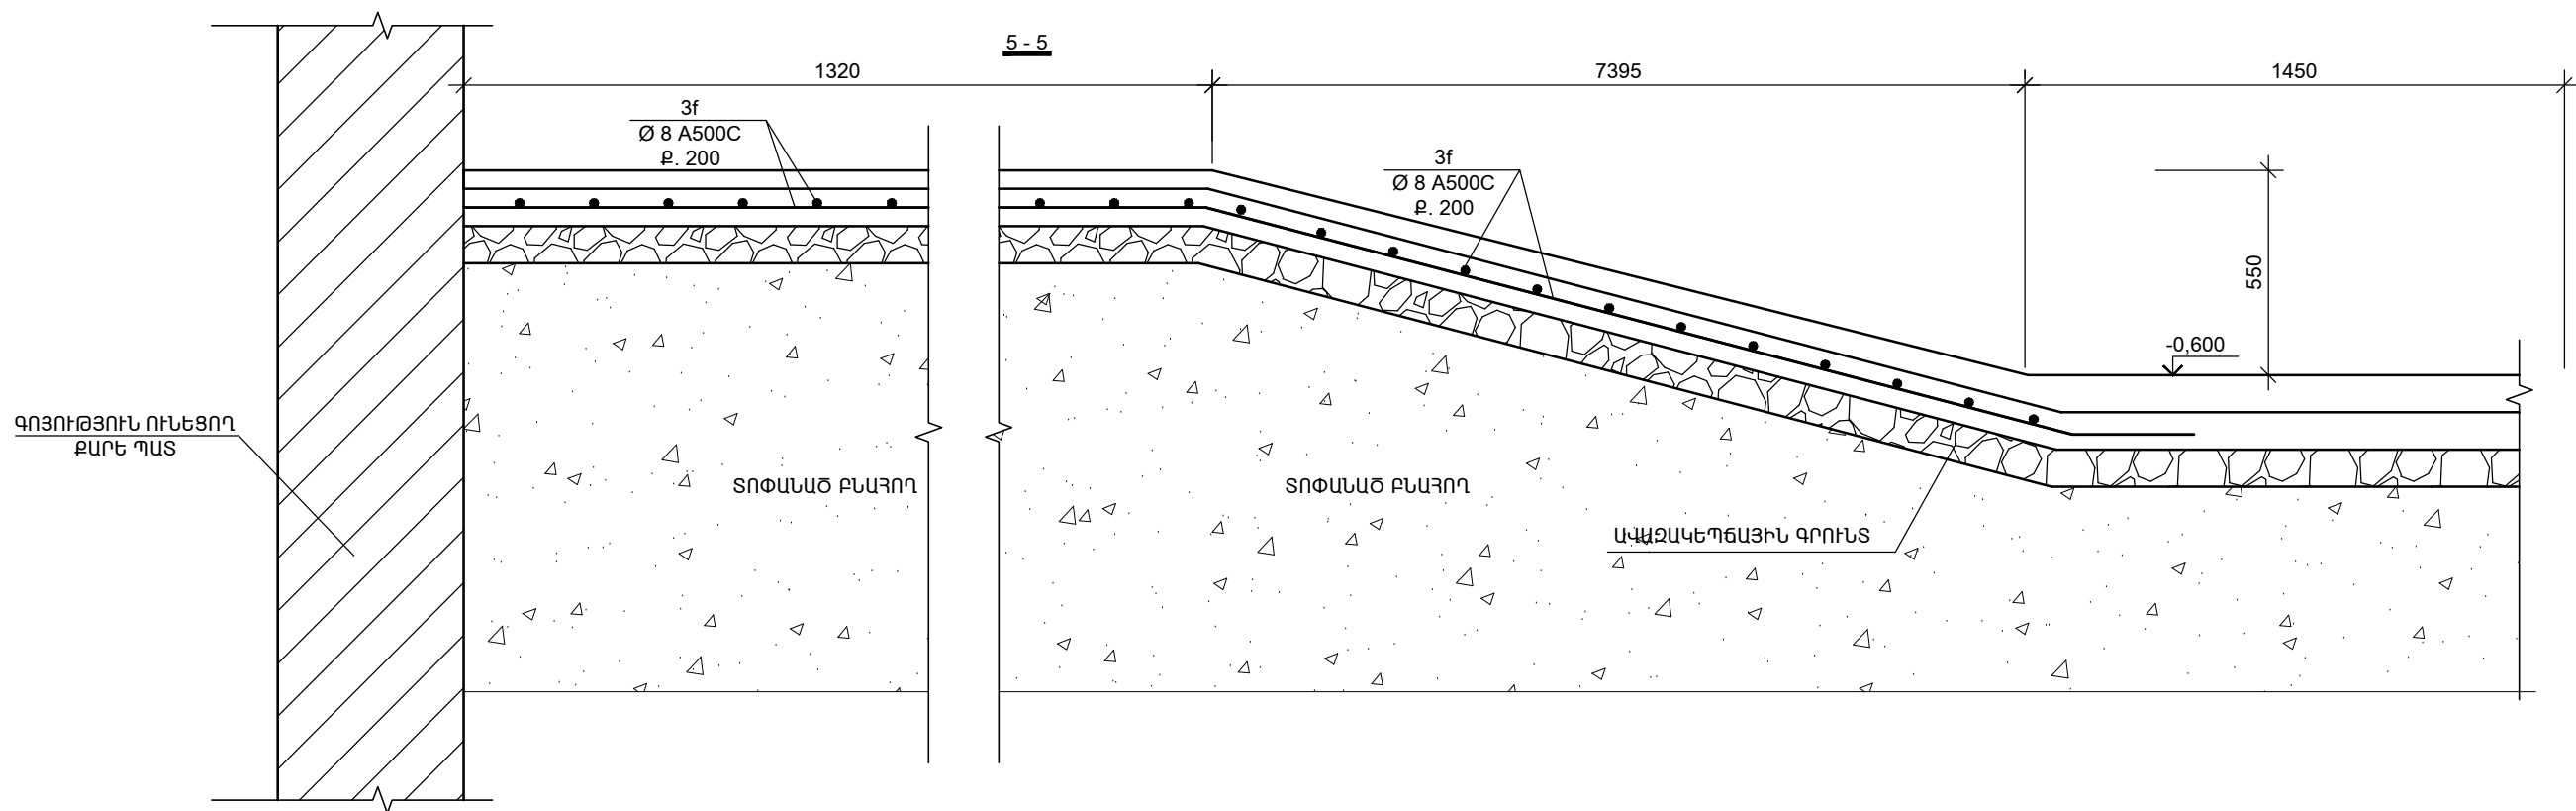 5 - 5
1320
7395
1450
3f
Ø 8 A500C
Ք. 200
3f
Ø 8 A500C
Ք. 200
550
-0,600
ԳՈՅՈՒԹՅՈՒՆ ՈՒՆԵՑՈՂ
ՔԱՐԵ ՊԱՏ
ՏՈՓԱՆԱԾ ԲՆԱՀՈՂ
ՏՈՓԱՆԱԾ ԲՆԱՀՈՂ
ԱՎԱԶԱԿԵՊՃԱՅԻՆ ԳՐՈՒՆՏ